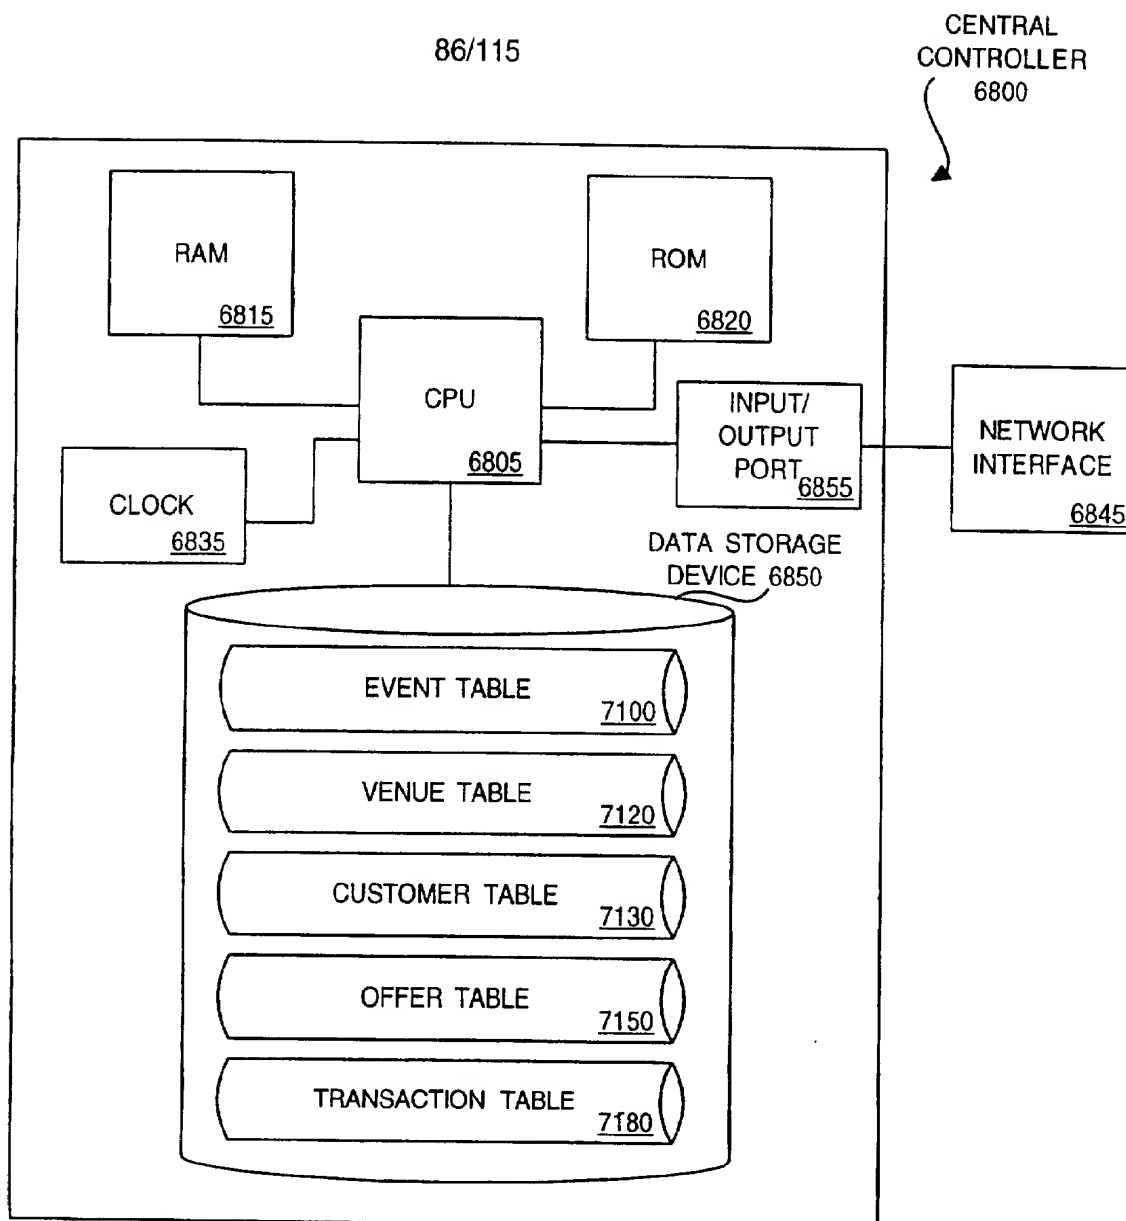 86/115
CENTRAL
CONTROLLER
6800
RAM
6815
ROM
6820
CPU
6805
INPUT/
OUTPUT
PORT
6855
NETWORK
INTERFACE
6845
CLOCK
6835
DATA STORAGE
DEVICE 6850
EVENT TABLE
7100
VENUE TABLE
7120
CUSTOMER TABLE
7130
OFFER TABLE
7150
TRANSACTION TABLE
7180